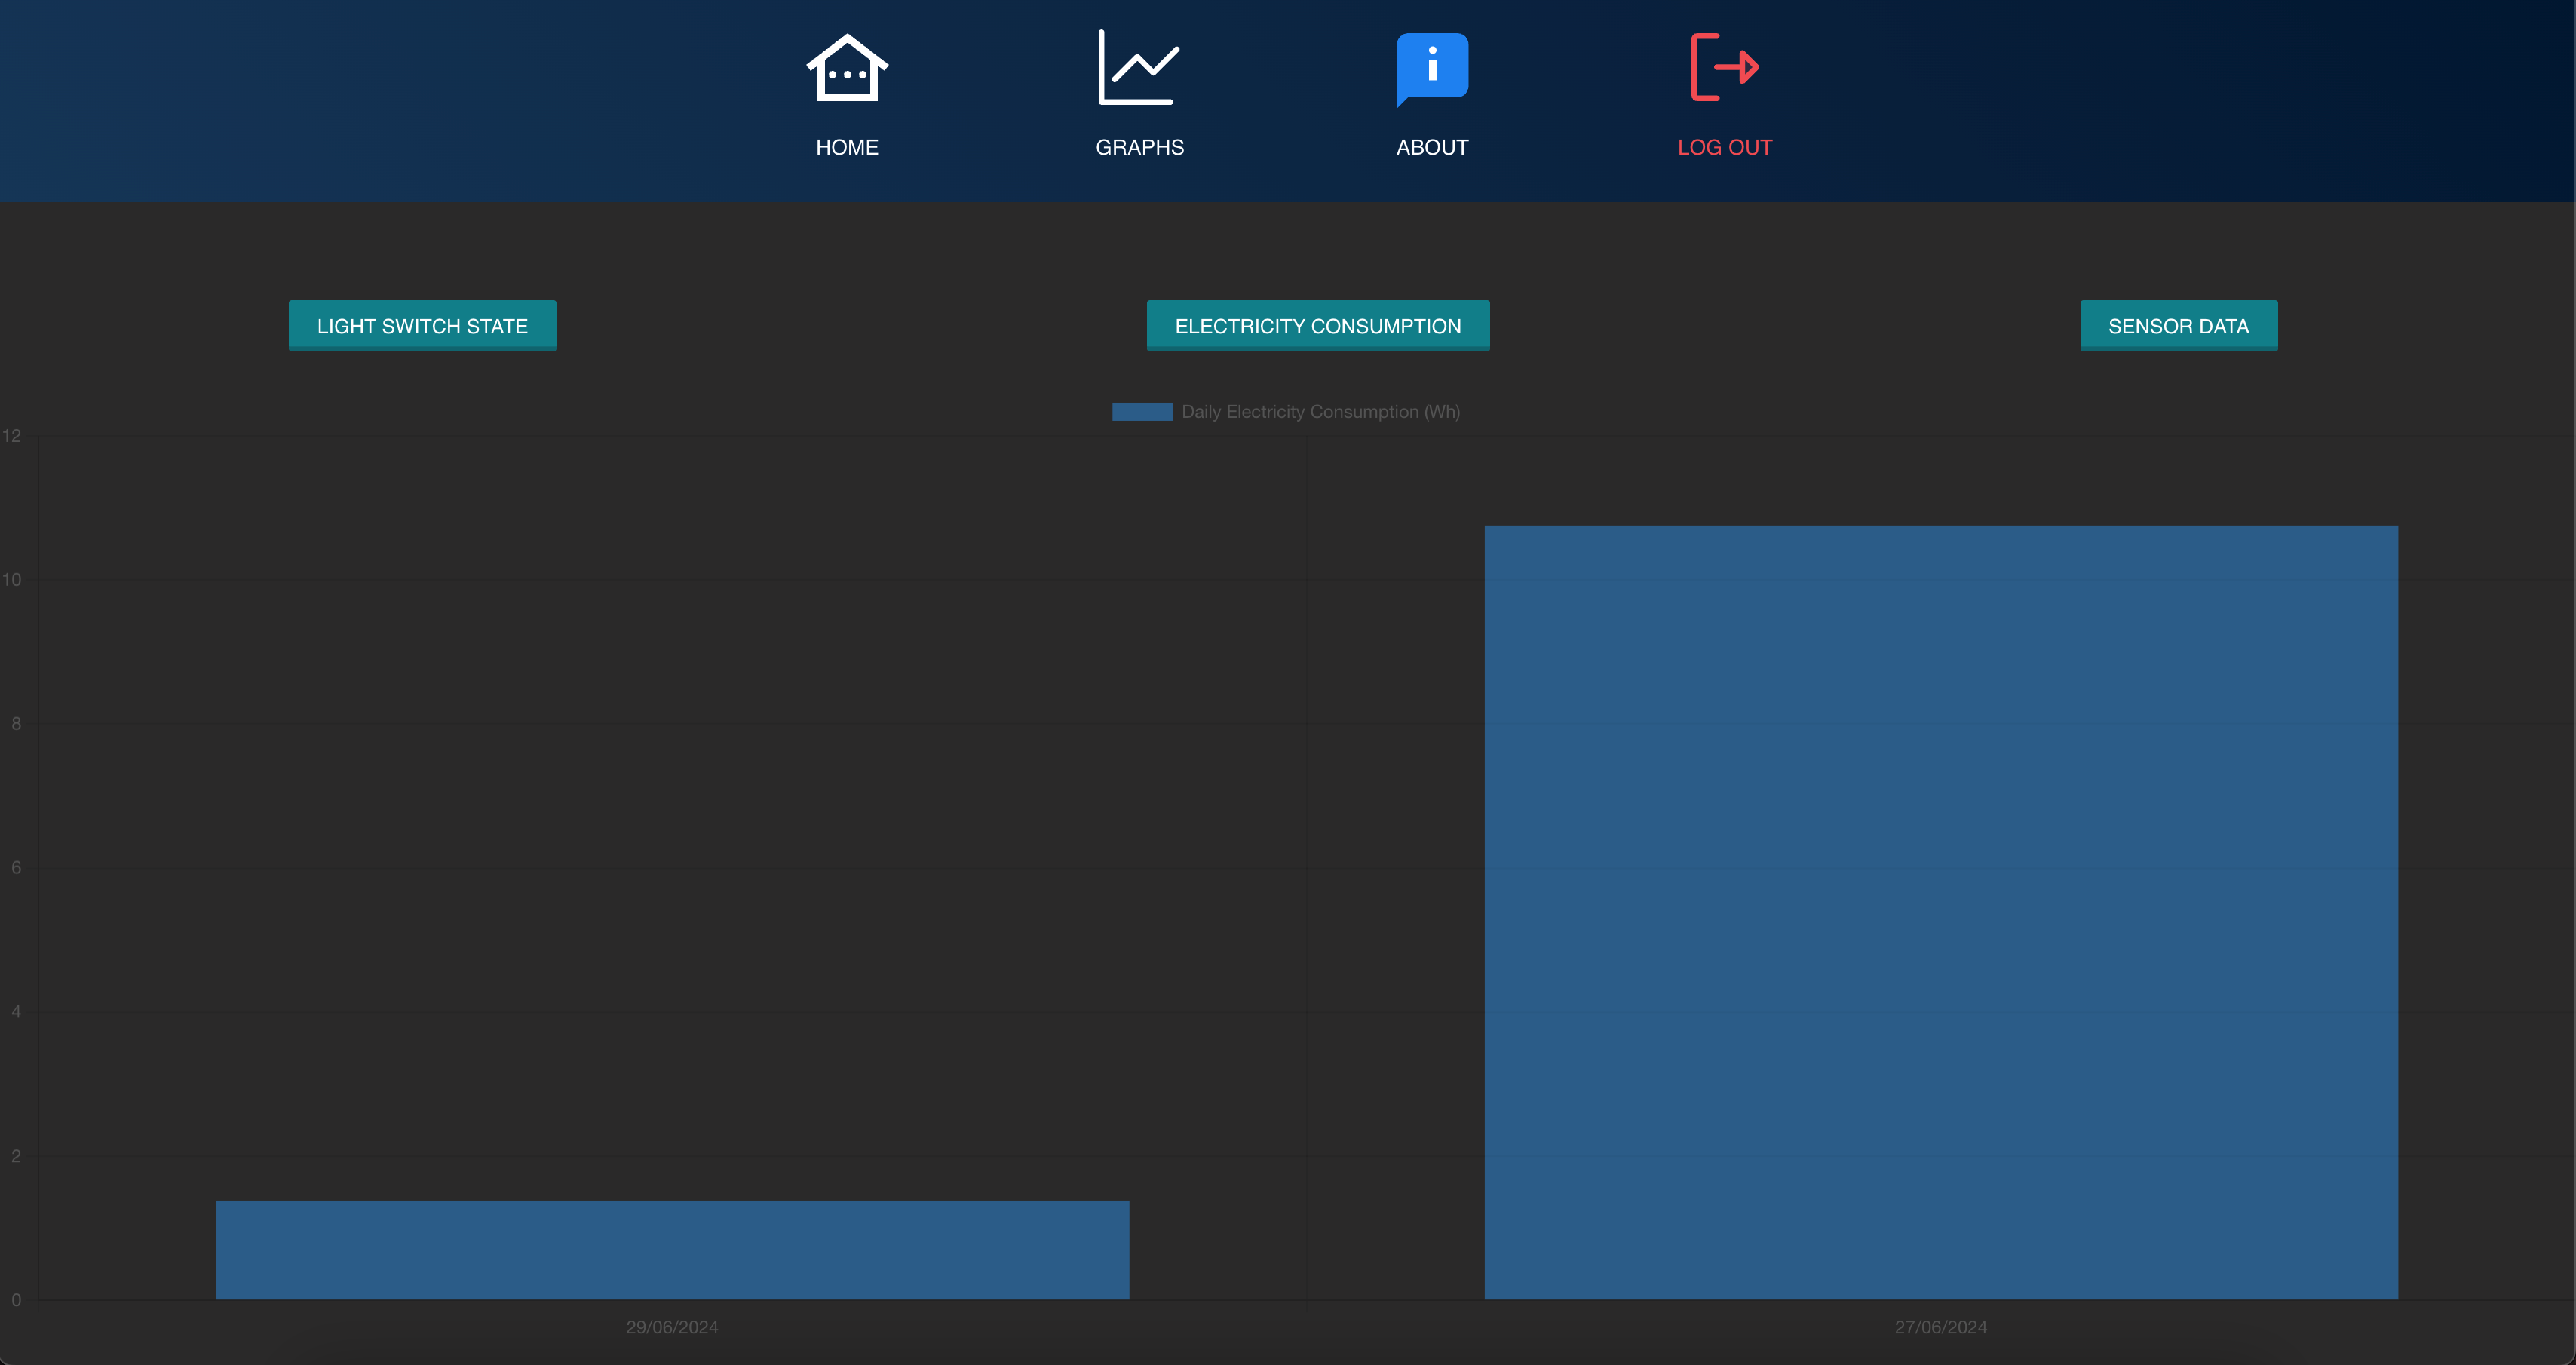 HOME
GRAPHS
ABOUT
LOG OUT
LIGHT SWITCH STATE
ELECTRICITY CONSUMPTION
SENSOR DATA
Daily Electricity Consumption (Wh)
12
10
8
6
4
2
0
29/06/2024
27/06/2024